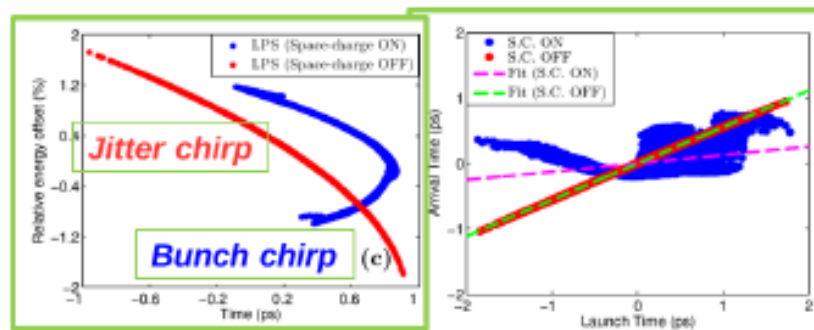 2
1.2
0.4
-0.4
-1.2
-2
Relative energy offset (%)
LPS (Space-charge ON)
LPS (Space-charge OFF)
Jitter chirp
Bunch chirp
(c)
-1
-0.6
-0.2
0.2
0.6
1
Time (ps)
2
1
0
-1
-2
Arrival Time (ps)
S.C. ON
S.C. OFF
Fit (S.C. ON)
Fit (S.C. OFF)
-2
-1
0
1
2
Launch Time (ps)